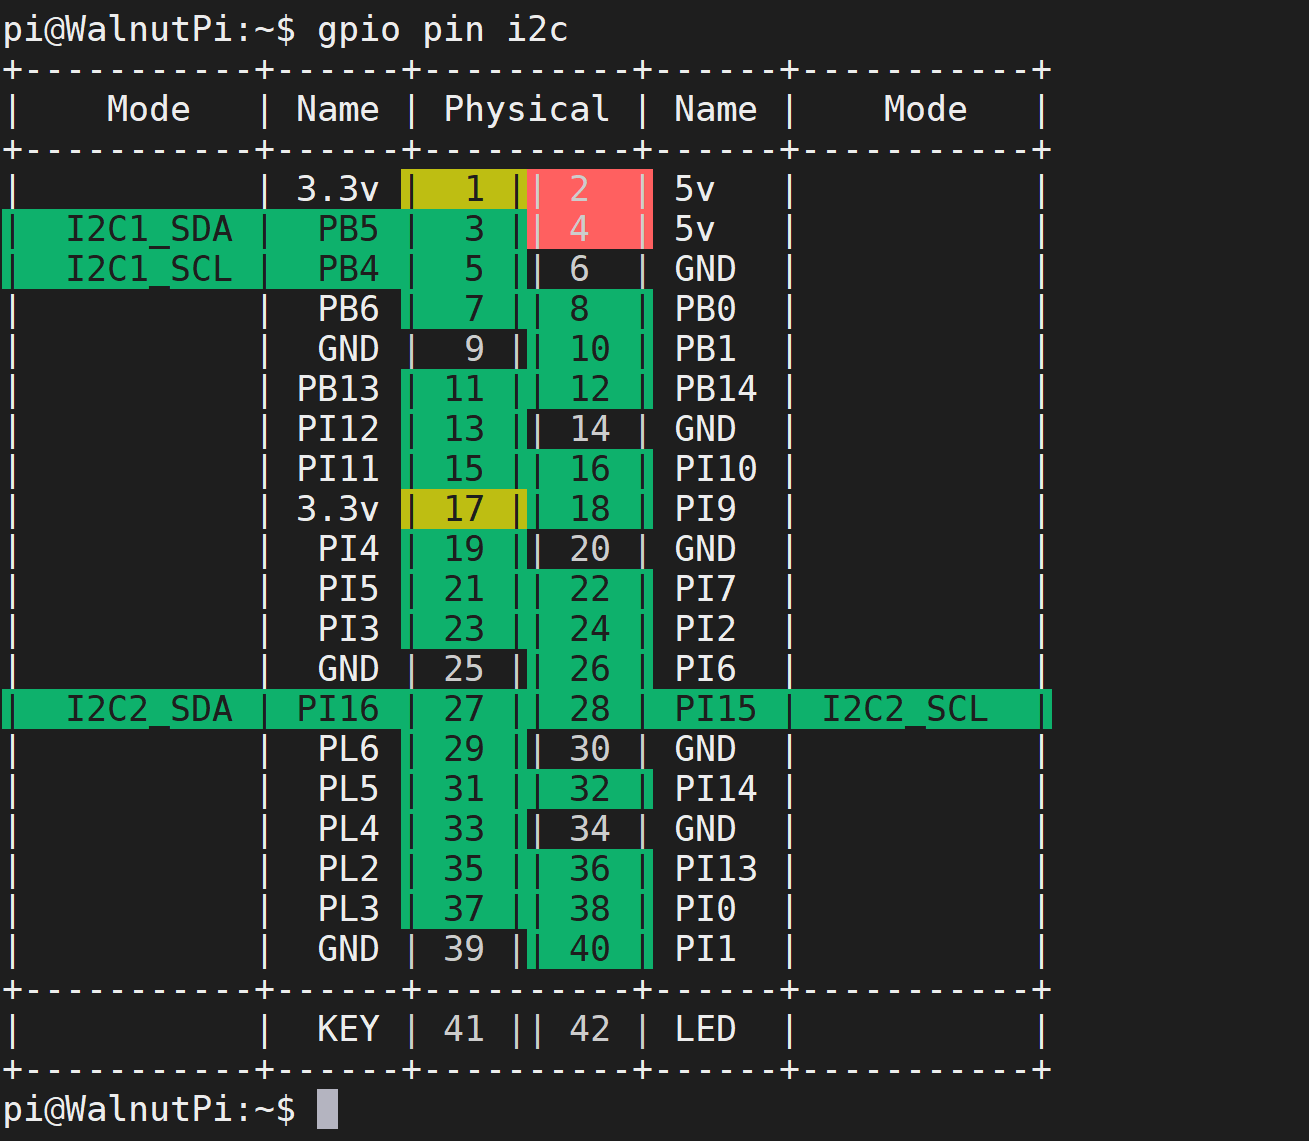 pi@WalnutPi:~$ gpio pin i2c
+-----------+------+----------+------+-----------+
|    Mode   | Name | Physical | Name |    Mode   |
+-----------+------+----------+------+-----------+
|           | 3.3v |  1 || 2  | 5v   |           |
|  I2C1_SDA |  PB5 |  3 || 4  | 5v   |           |
|  I2C1_SCL |  PB4 |  5 || 6  | GND  |           |
|           |  PB6 |  7 || 8  | PB0  |           |
|           |  GND |  9 || 10 | PB1  |           |
|           | PB13 | 11 || 12 | PB14 |           |
|           | PI12 | 13 || 14 | GND  |           |
|           | PI11 | 15 || 16 | PI10 |           |
|           | 3.3v | 17 || 18 | PI9  |           |
|           |  PI4 | 19 || 20 | GND  |           |
|           |  PI5 | 21 || 22 | PI7  |           |
|           |  PI3 | 23 || 24 | PI2  |           |
|           |  GND | 25 || 26 | PI6  |           |
|  I2C2_SDA | PI16 | 27 || 28 | PI15 | I2C2_SCL  |
|           |  PL6 | 29 || 30 | GND  |           |
|           |  PL5 | 31 || 32 | PI14 |           |
|           |  PL4 | 33 || 34 | GND  |           |
|           |  PL2 | 35 || 36 | PI13 |           |
|           |  PL3 | 37 || 38 | PI0  |           |
|           |  GND | 39 || 40 | PI1  |           |
+-----------+------+----------+------+-----------+
|           |  KEY | 41 || 42 | LED  |           |
+-----------+------+----------+------+-----------+
pi@WalnutPi:~$